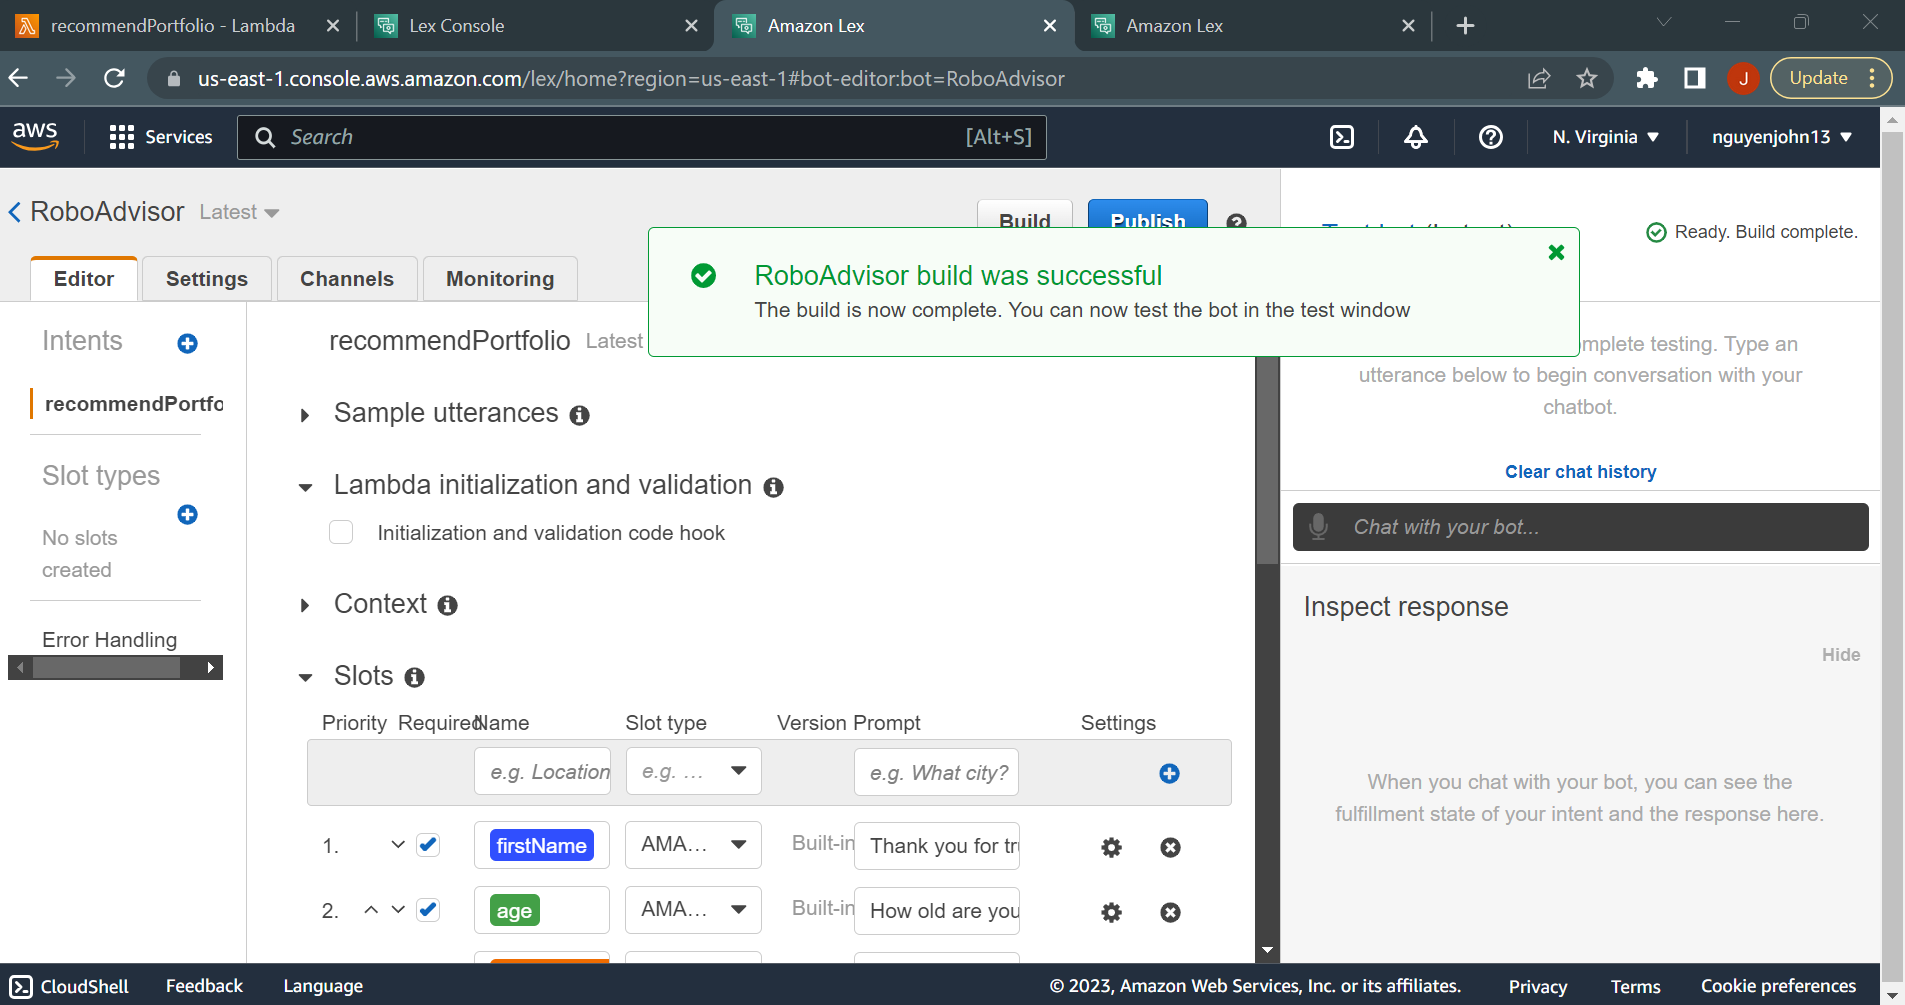 recommendPortfolio - Lambda
Lex Console
Amazon Lex
Amazon Lex
us-east-1.console.aws.amazon.com/lex/home?region=us-east-1#bot-editor:bot=RoboAdvisor
J
Update
aws
Services
Search
[Alt+S]
N. Virginia
nguyenjohn13
RoboAdvisor Latest
Build
Publish
Ready. Build complete.
RoboAdvisor build was successful
The build is now complete. You can now test the bot in the test window
Editor
Settings
Channels
Monitoring
Intents
recommendPortfo
Slot types
No slots
created
Error Handling
recommendPortfolio Latest
Sample utterances
Lambda initialization and validation
Initialization and validation code hook
Context
Slots
Priority Required Name Slot type Version Prompt Settings
e.g. Location e.g. ... e.g. What city?
1. firstName AMA... Built-in Thank you for tr
2. age AMA... Built-in How old are you
mplete testing. Type an
utterance below to begin conversation with your
chatbot.
Clear chat history
Chat with your bot...
Inspect response
Hide
When you chat with your bot, you can see the
fulfillment state of your intent and the response here.
CloudShell
Feedback
Language
© 2023, Amazon Web Services, Inc. or its affiliates.
Privacy
Terms
Cookie preferences